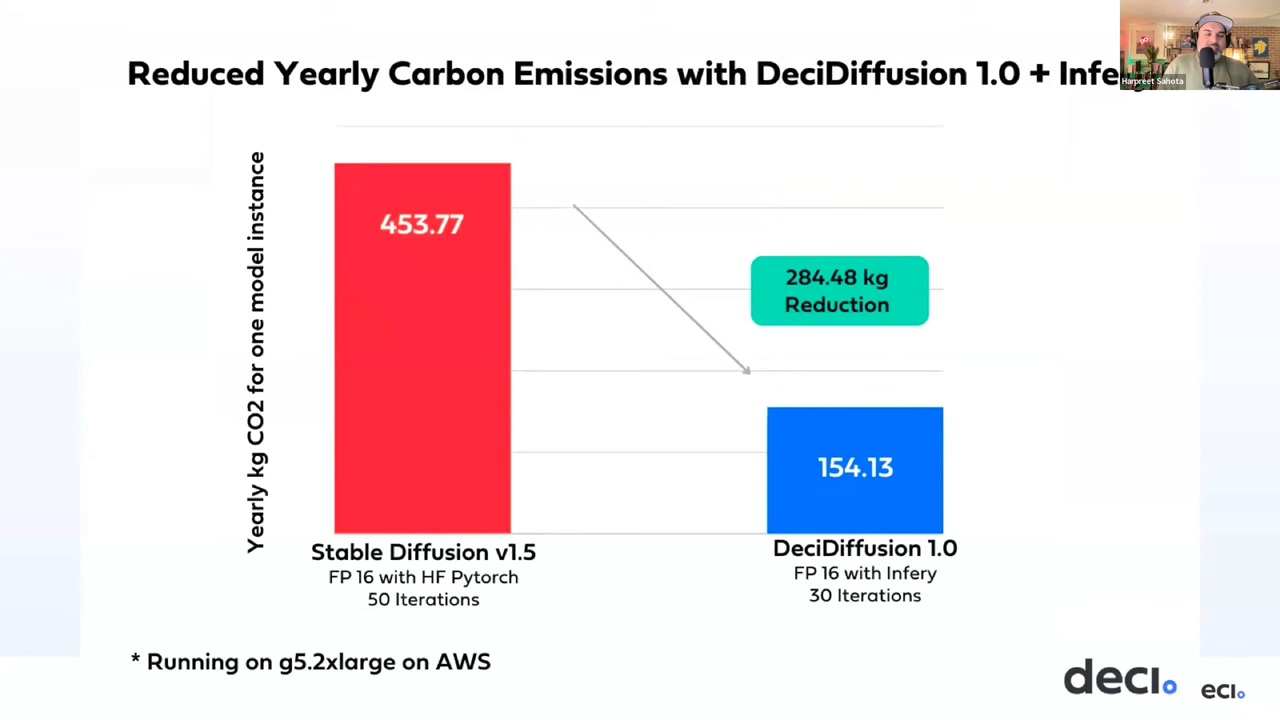 Reduced Yearly Carbon Emissions with DeciDiffusion 1.0 +
Harpreet Sahota
Yearly kg CO2 for one model instance
453.77
284.48 kg
Reduction
154.13
Stable Diffusion v1.5
FP 16 with HF Pytorch
50 Iterations
DeciDiffusion 1.0
FP 16 with Infery
30 Iterations
* Running on g5.2xlarge on AWS
deci.
eci.